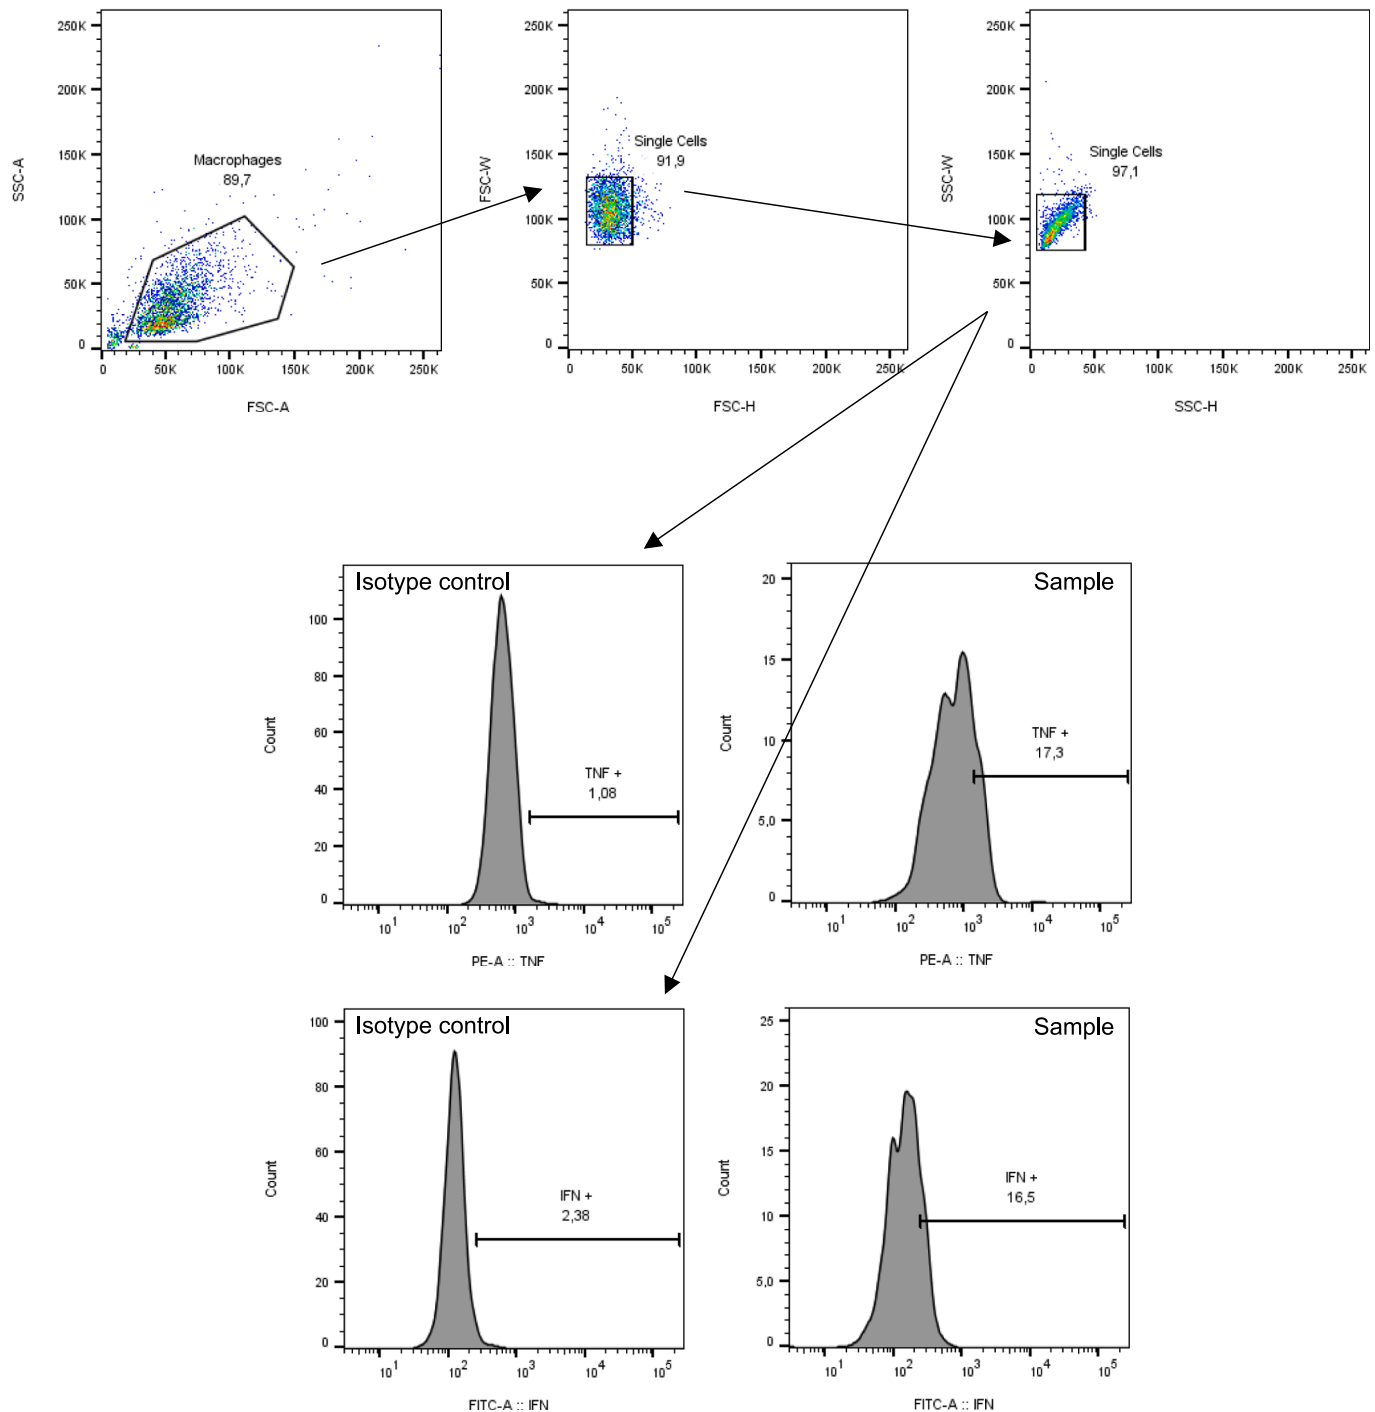 250K
200K
150K
100K
50K
0
SSC-A
Macrophages
89,7
0 50K 100K 150K 200K 250K
FSC-A
250K
200K
150K
100K
50K
0
FSC-W
Single Cells
91,9
0 50K 100K 150K 200K 250K
FSC-H
250K
200K
150K
100K
50K
0
SSC-W
Single Cells
97,1
0 50K 100K 150K 200K 250K
SSC-H
Isotype control
100
80
60
40
20
0
Count
TNF +
1,08
10^1 10^2 10^3 10^4 10^5
PE-A :: TNF
Sample
20
15
10
5,0
0
Count
TNF +
17,3
10^1 10^2 10^3 10^4 10^5
PE-A :: TNF
Isotype control
100
80
60
40
20
0
Count
IFN +
2,38
10^1 10^2 10^3 10^4 10^5
FITC-A :: IFN
Sample
25
20
15
10
5,0
0
Count
IFN +
16,5
10^1 10^2 10^3 10^4 10^5
FITC-A :: IFN